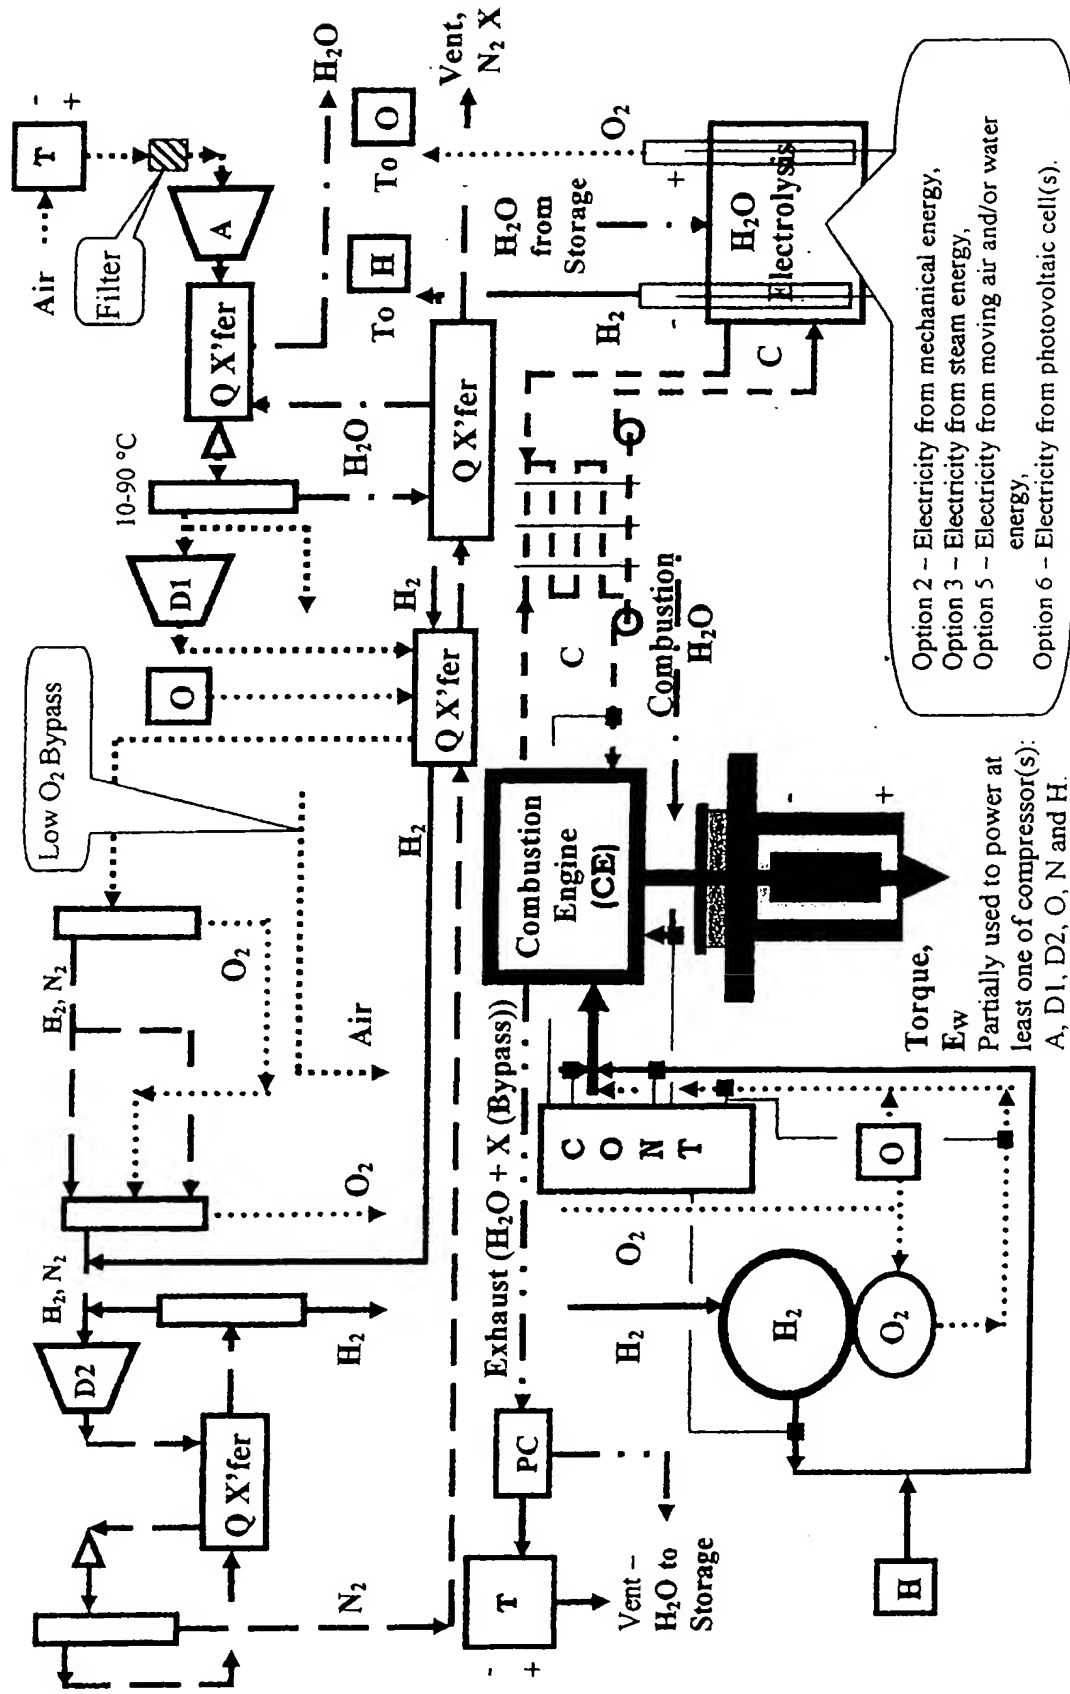 T
-
+
Air
Filter
A
Q X'fer
H₂O
10-90 °C
H₂O
D1
O
Q X'fer
H₂
Q X'fer
Vent,
N₂ X
To H
To O
Low O₂ Bypass
H₂
H₂, N₂
O₂
Air
O₂
H₂, N₂
D2
H₂
Q X'fer
N₂
H₂O
from
Storage
H₂
O₂
-
+
H₂O
Electrolysis
C
C
Combustion
H₂O
Combustion
Engine
(CE)
Exhaust (H₂O + X (Bypass))
PC
T
-
+
Vent –
H₂O to
Storage
C
O
N
T
H₂
O₂
H₂
O₂
O
H
-
+
Torque,
Ew
Partially used to power at
least one of compressor(s):
A, D1, D2, O, N and H.
Option 2 – Electricity from mechanical energy,
Option 3 – Electricity from steam energy,
Option 5 – Electricity from moving air and/or water
energy,
Option 6 – Electricity from photovoltaic cell(s).